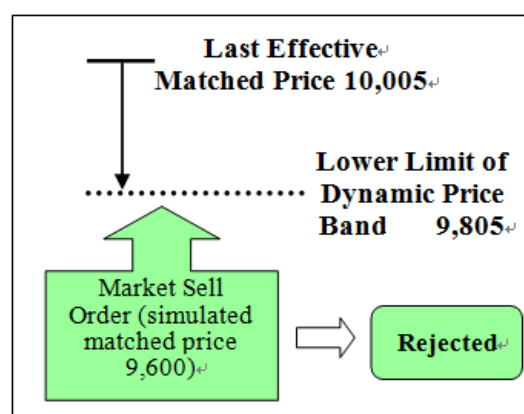 Last Effective↵
Matched Price 10,005↵
Lower Limit of
Dynamic Price
Band 9,805↵
Market Sell
Order (simulated
matched price
9,600)↵
Rejected↵